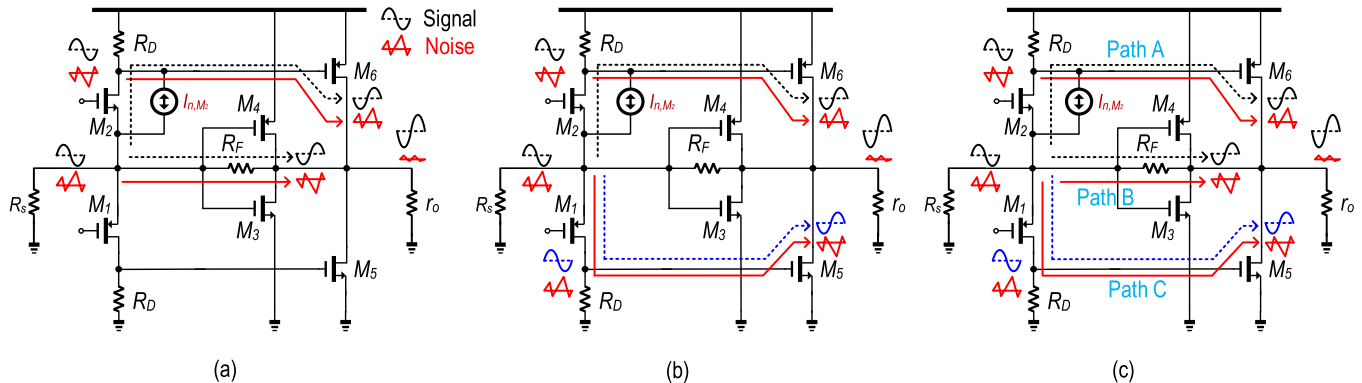 Signal
Noise
R_D
M_6
I_n,M₂
M_4
M_2
R_F
R_s
M_1
M_3
r_o
M_5
R_D
(a)
R_D
M_6
I_n,M₂
M_4
M_2
R_F
R_s
M_1
M_3
r_o
M_5
R_D
(b)
R_D
Path A
M_6
I_n,M₂
M_4
M_2
R_F
R_s
M_1
Path B
M_3
r_o
M_5
R_D
Path C
(c)